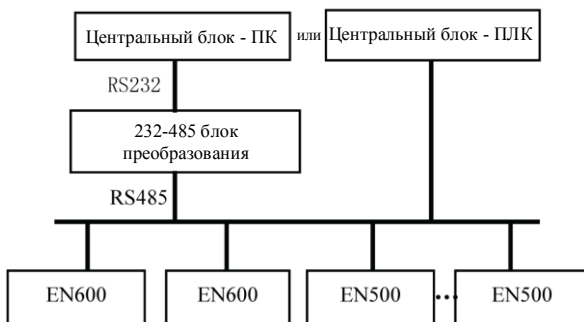 Центральный блок - ПК
или
Центральный блок - ПЛК
RS232
232-485 блок
преобразования
RS485
EN600
EN600
EN500
...
EN500